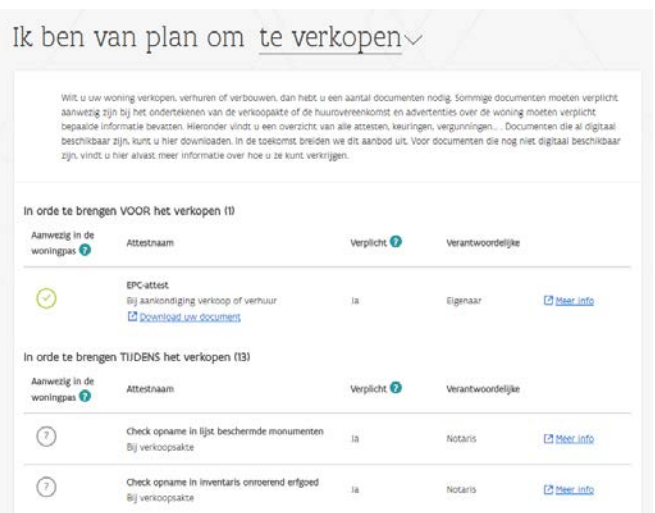 Ik ben van plan om te verkopen
Wilt u uw woning verkopen, verhuren of verbouwen, dan hebt u een aantal documenten nodig. Sommige documenten moeten verplicht
aanwezig zijn bij het ondertekenen van de verkoopakte of de huurovereenkomst en advertenties over de woning moeten verplicht
bepaalde informatie bevatten. Hieronder vindt u een overzicht van alle attesten, keuringen, vergunningen... . Documenten die al digitaal
beschikbaar zijn, kunt u hier downloaden. In de toekomst breiden we dit aanbod uit. Voor documenten die nog niet digitaal beschikbaar
zijn, vindt u hier alvast meer informatie over hoe u ze kunt verkrijgen.
In orde te brengen VOOR het verkopen (1)
Aanwezig in de woningpas ? Attestnaam Verplicht ? Verantwoordelijke
EPC-attest
Bij aankondiging verkoop of verhuur Ja Eigenaar Meer info
Download uw document
In orde te brengen TIJDENS het verkopen (13)
Aanwezig in de woningpas ? Attestnaam Verplicht ? Verantwoordelijke
? Check opname in lijst beschermde monumenten
Bij verkoopsakte Ja Notaris Meer info
? Check opname in inventaris onroerend erfgoed
Bij verkoopsakte Ja Notaris Meer info